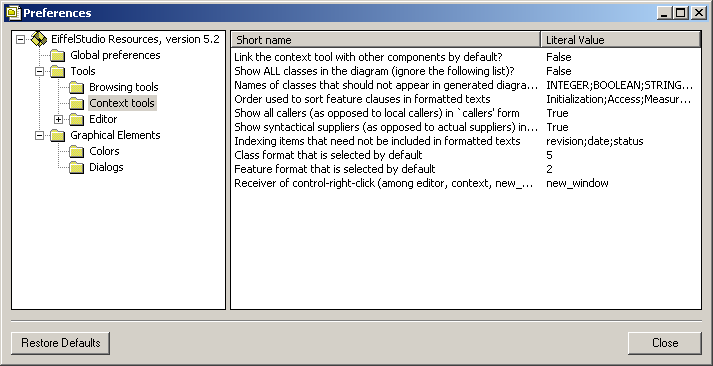 Preferences
EiffelStudio Resources, version 5.2
Global preferences
Tools
Browsing tools
Context tools
Editor
Graphical Elements
Colors
Dialogs
Short name Literal Value
Link the context tool with other components by default? False
Show ALL classes in the diagram (ignore the following list)? False
Names of classes that should not appear in generated diagra... INTEGER;BOOLEAN;STRING...
Order used to sort feature clauses in formatted texts Initialization;Access;Measur...
Show all callers (as opposed to local callers) in `callers' form True
Show syntactical suppliers (as opposed to actual suppliers) in True
Indexing items that need not be included in formatted texts revision;date;status
Class format that is selected by default 5
Feature format that is selected by default 2
Receiver of control-right-click (among editor, context, new_... new_window
Restore Defaults Close